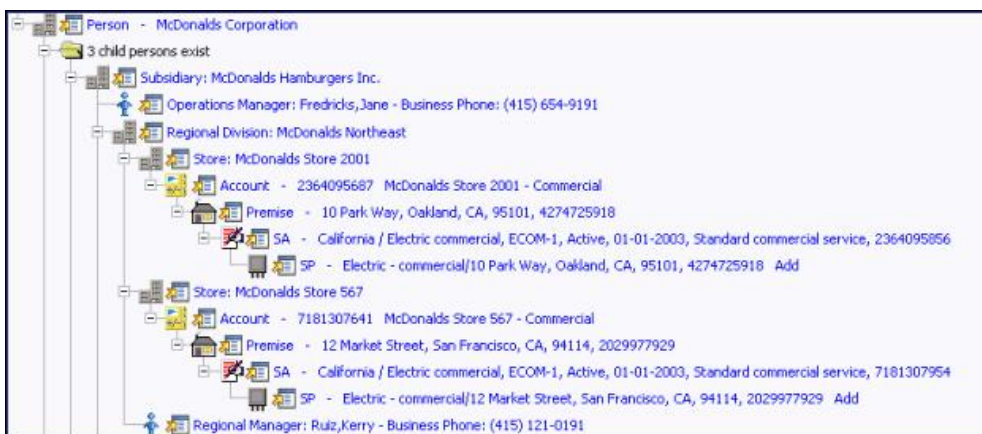 Person - McDonalds Corporation
3 child persons exist
Subsidiary: McDonalds Hamburgers Inc.
Operations Manager: Fredricks,Jane - Business Phone: (415) 654-9191
Regional Division: McDonalds Northeast
Store: McDonalds Store 2001
Account - 2364095687 McDonalds Store 2001 - Commercial
Premise - 10 Park Way, Oakland, CA, 95101, 4274725918
SA - California / Electric commercial, ECOM-1, Active, 01-01-2003, Standard commercial service, 2364095856
SP - Electric - commercial/10 Park Way, Oakland, CA, 95101, 4274725918 Add
Store: McDonalds Store 567
Account - 7181307641 McDonalds Store 567 - Commercial
Premise - 12 Market Street, San Francisco, CA, 94114, 2029977929
SA - California / Electric commercial, ECOM-1, Active, 01-01-2003, Standard commercial service, 7181307954
SP - Electric - commercial/12 Market Street, San Francisco, CA, 94114, 2029977929 Add
Regional Manager: Ruiz,Kerry - Business Phone: (415) 121-0191